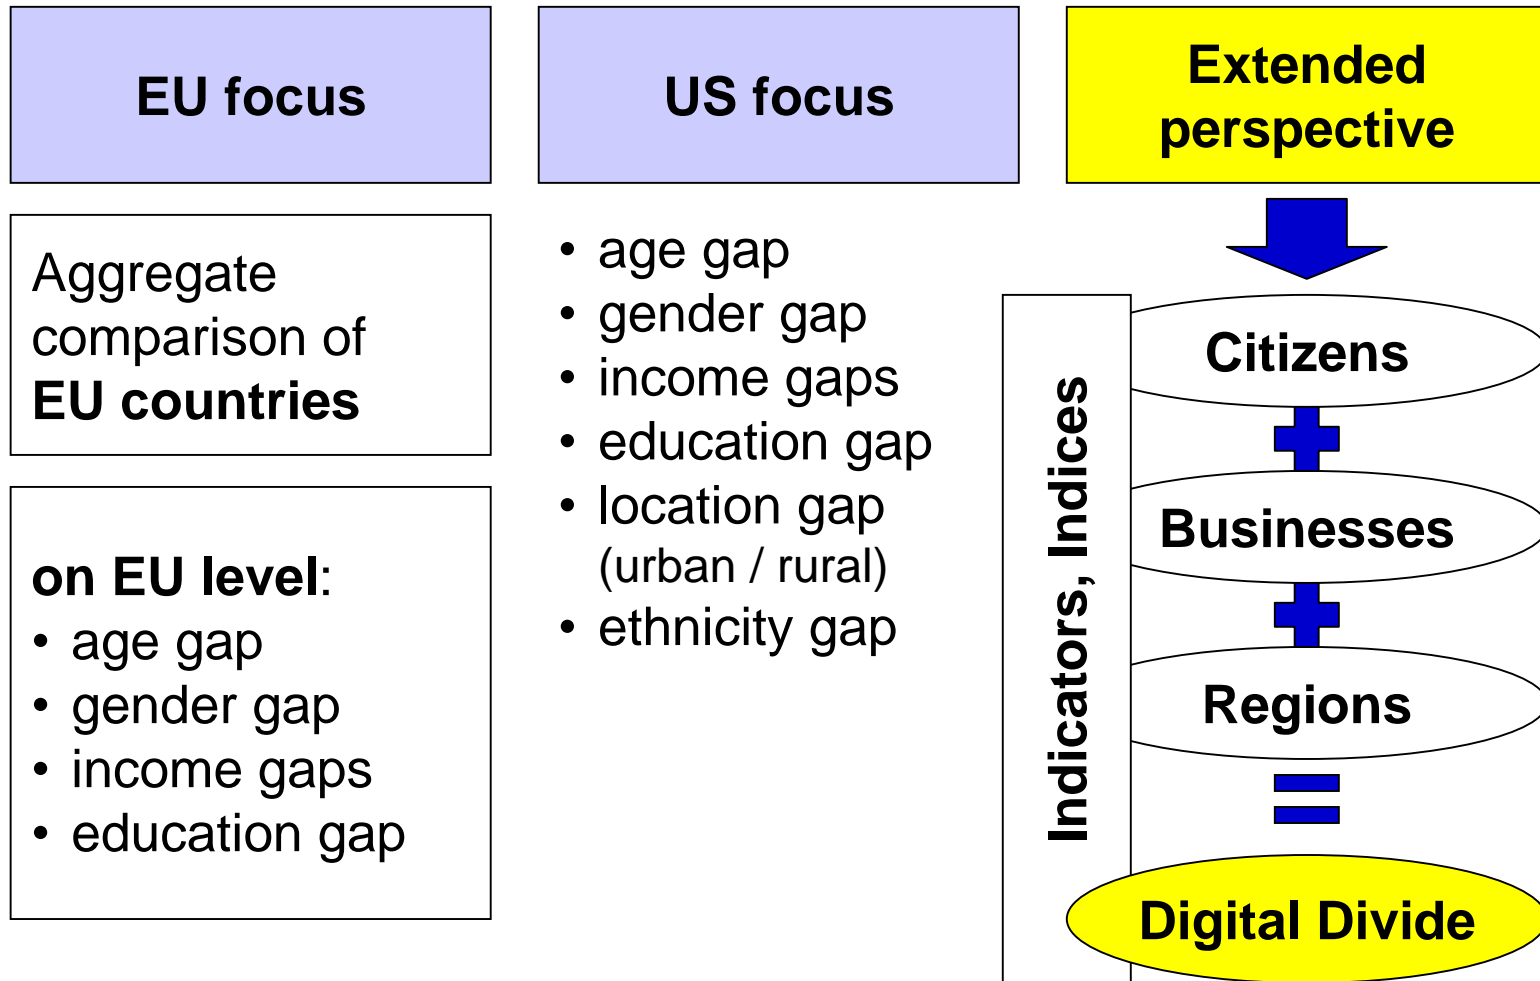 EU focus
Aggregate
comparison of
EU countries
on EU level:
• age gap
• gender gap
• income gaps
• education gap
US focus
• age gap
• gender gap
• income gaps
• education gap
• location gap
(urban / rural)
• ethnicity gap
Extended
perspective
Indicators, Indices
Citizens
Businesses
Regions
Digital Divide